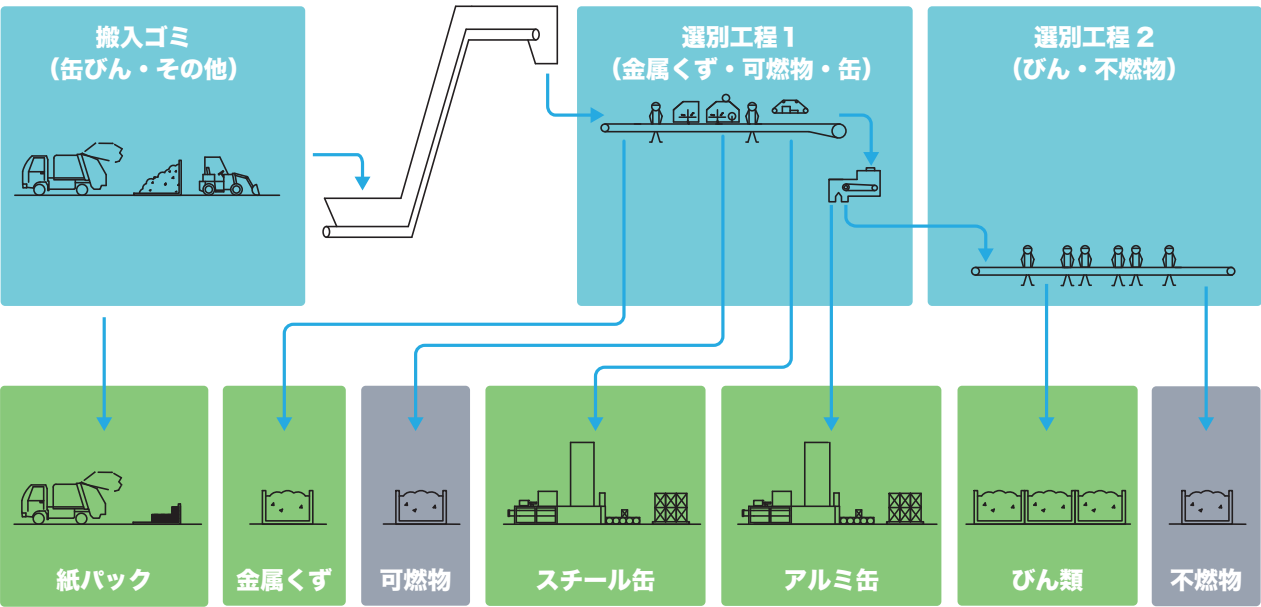 搬入ゴミ
（缶びん・その他）
選別工程1
（金属くず・可燃物・缶）
選別工程2
（びん・不燃物）
紙パック
金属くず
可燃物
スチール缶
アルミ缶
びん類
不燃物